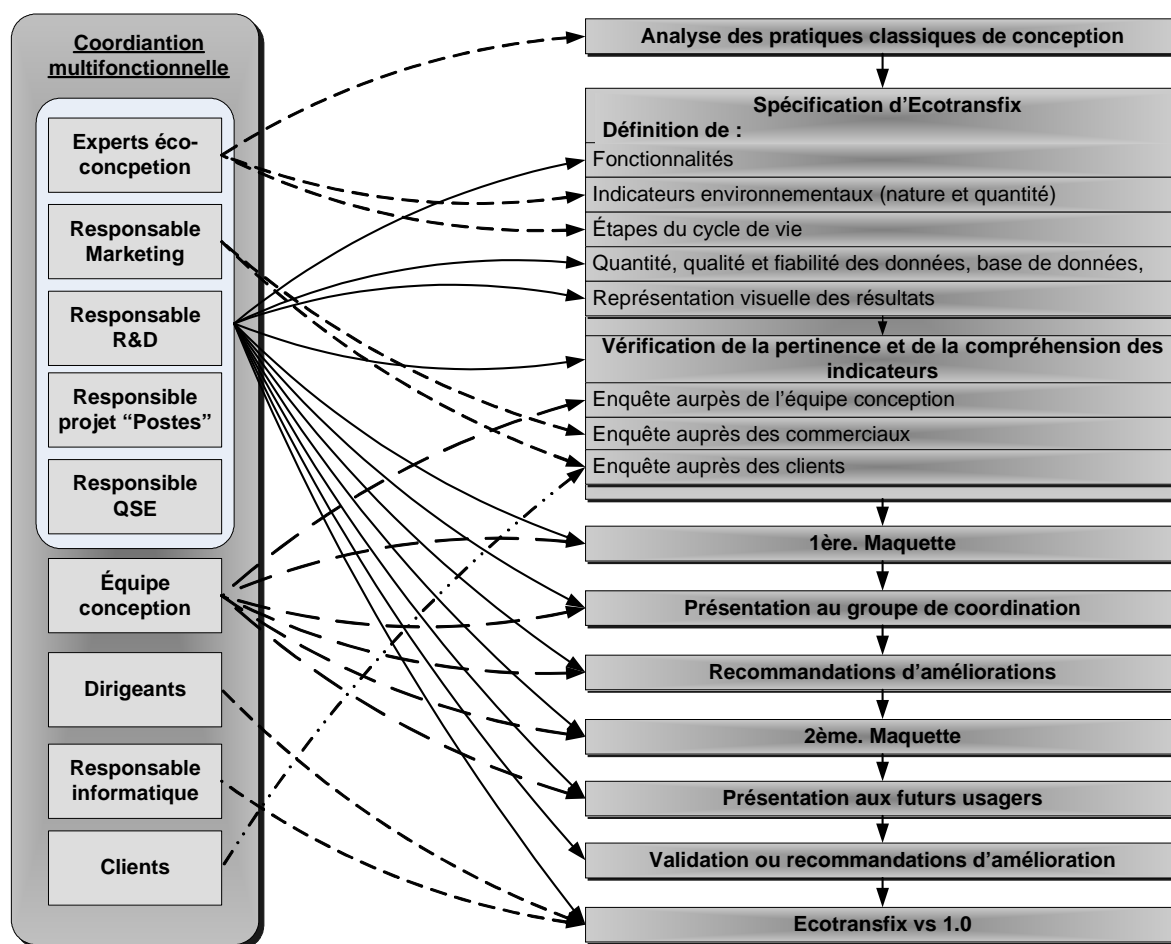 Coordiantion
multifonctionnelle
Experts éco-
concpetion
Responsable
Marketing
Responsable
R&D
Responsible
projet “Postes”
Responsible
QSE
Équipe
conception
Dirigeants
Responsable
informatique
Clients
Analyse des pratiques classiques de conception
Spécification d’Ecotransfix
Définition de :
Fonctionnalités
Indicateurs environnementaux (nature et quantité)
Étapes du cycle de vie
Quantité, qualité et fiabilité des données, base de données,
Représentation visuelle des résultats
Vérification de la pertinence et de la compréhension des
indicateurs
Enquête aurpès de l’équipe conception
Enquête auprès des commerciaux
Enquête auprès des clients
1ère. Maquette
Présentation au groupe de coordination
Recommandations d’améliorations
2ème. Maquette
Présentation aux futurs usagers
Validation ou recommandations d’amélioration
Ecotransfix vs 1.0